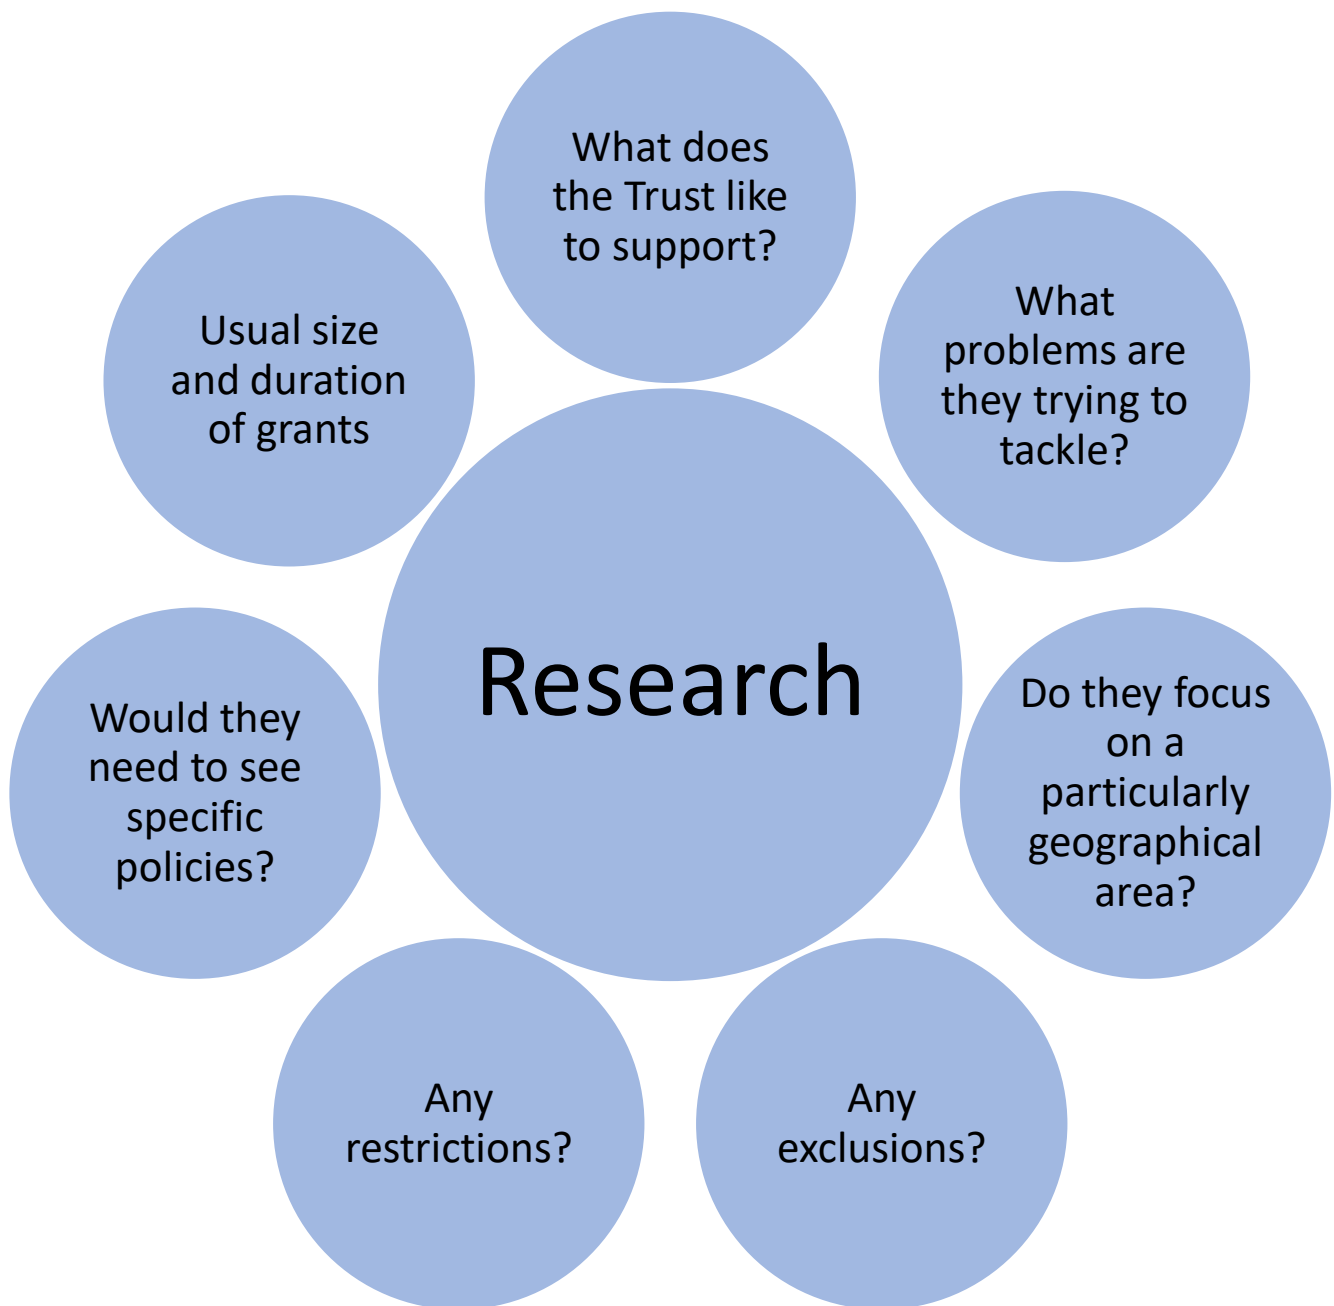 What does
the Trust like
to support?
What
problems are
they trying to
tackle?
Do they focus
on a
particularly
geographical
area?
Any
exclusions?
Any
restrictions?
Would they
need to see
specific
policies?
Usual size
and duration
of grants
Research